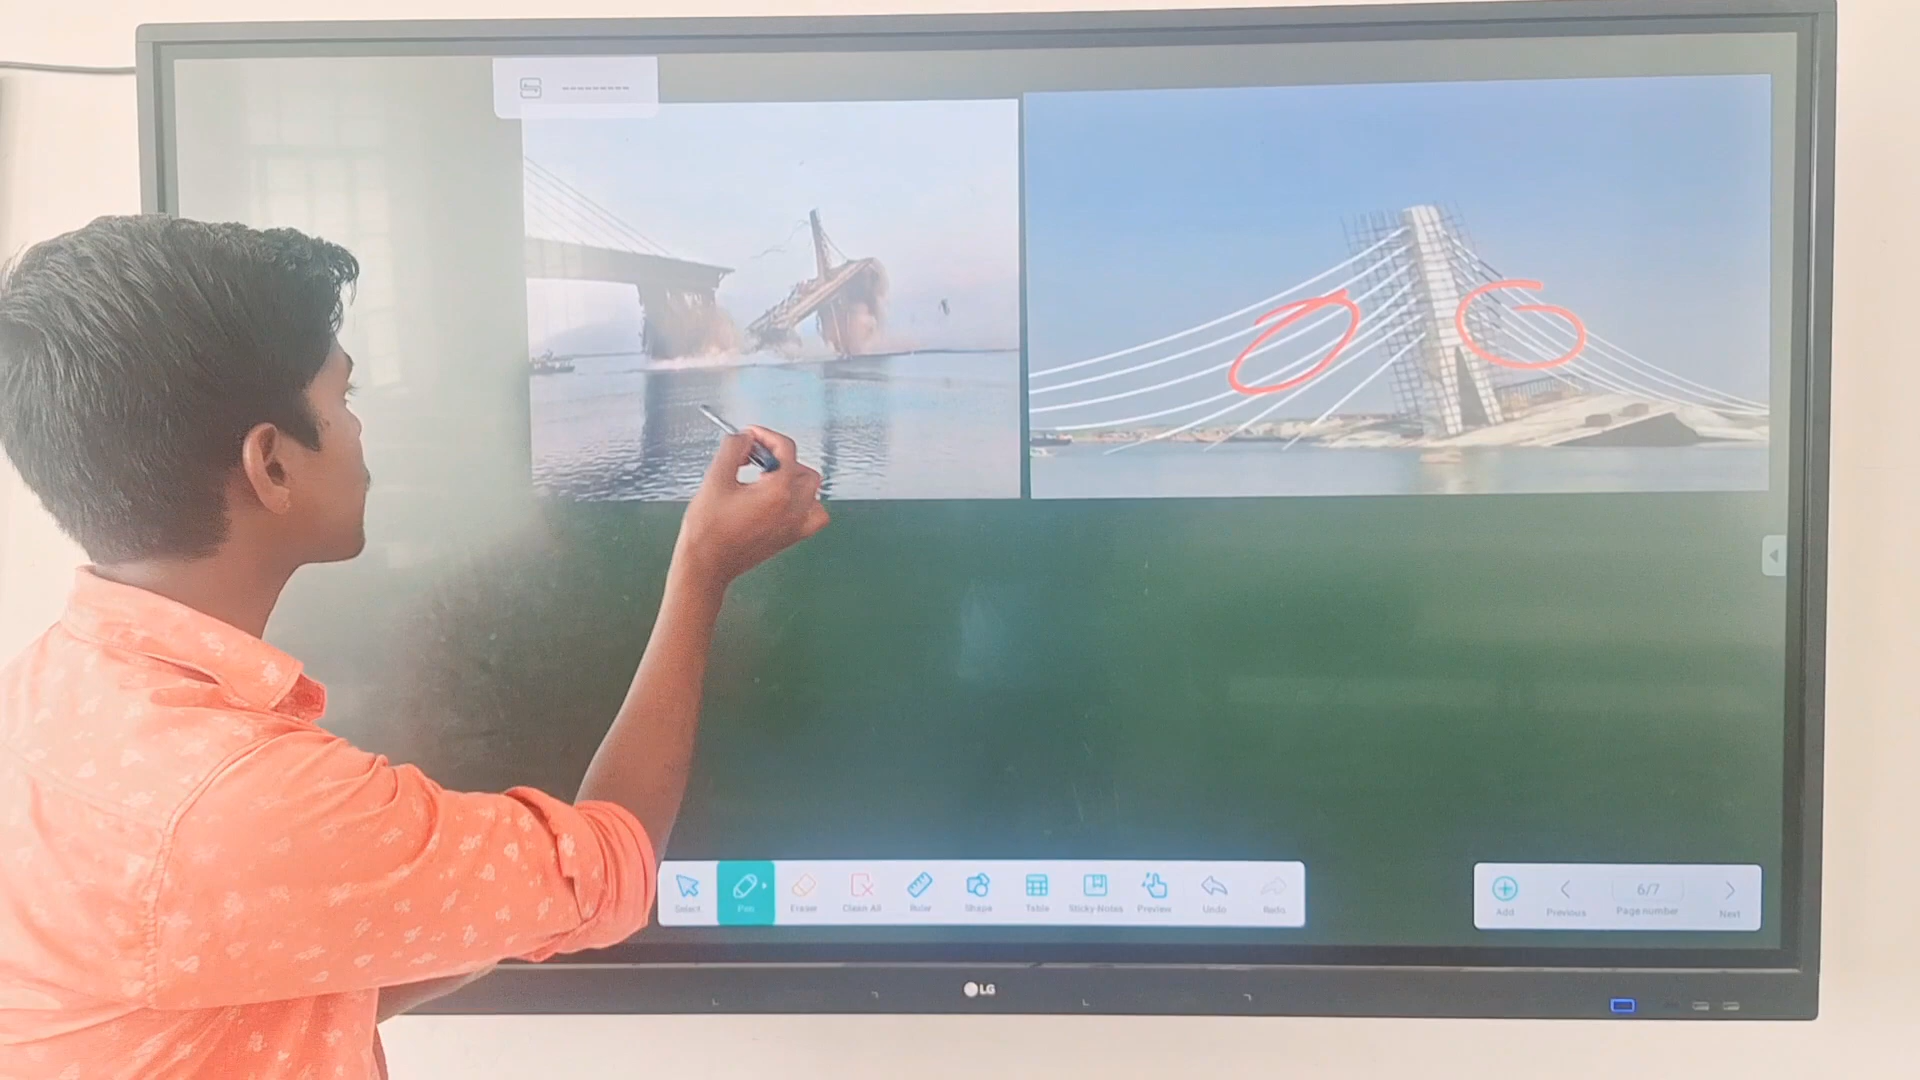 Select Pen Eraser Clean All Ruler Shape Table Sticky Notes Preview Undo Redo
Add Previous 6/7 Page number Next
LG